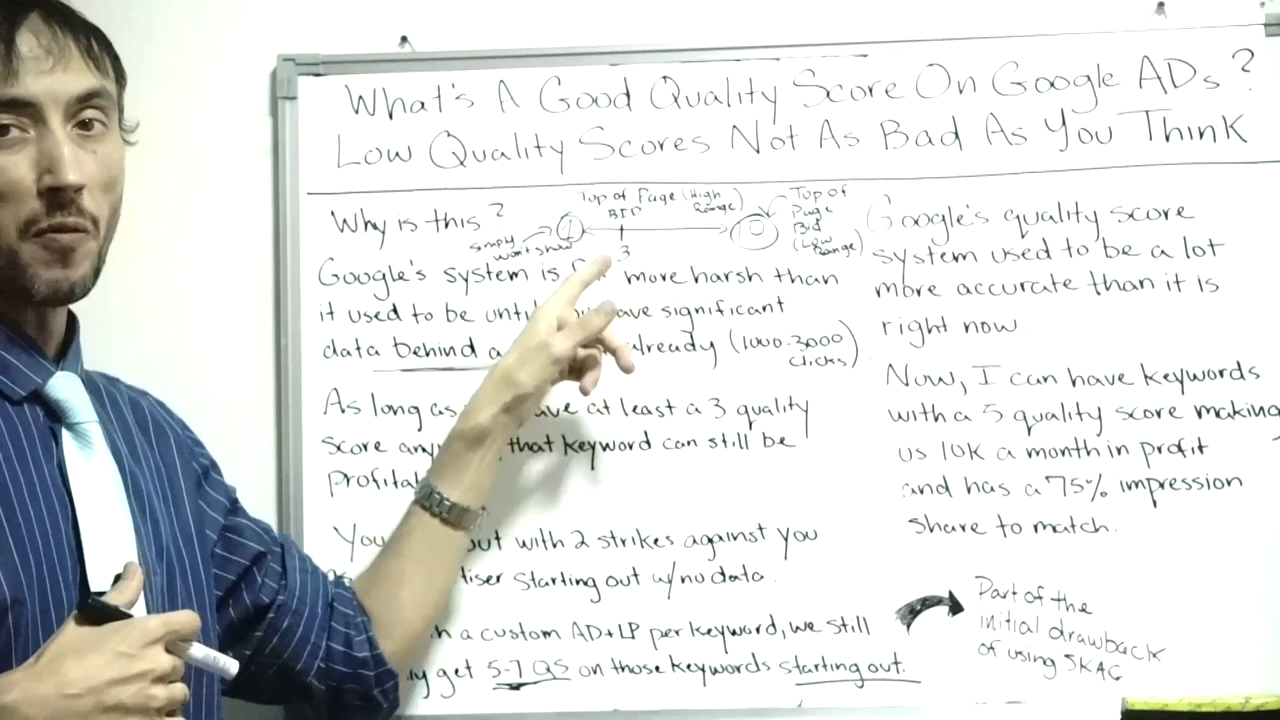 What's A Good Quality Score On Google ADs?
Low Quality Scores Not As Bad As You Think
Why is this?
Simply
won't show
1
Top of Page (High
Range)
BID
3
10
Top of
Page
Bid
(Low
Range)
Google's system is more harsh than
it used to be until have significant
data behind a already (1000-3000
clicks)
As long as at least a 3 quality
score that keyword can still be
You out with 2 strikes against you
starting out w/no data.
a custom AD+LP per keyword, we still
get 5-7 QS on those keywords starting out.
Google's quality score
system used to be a lot
more accurate than it is
right now
Now, I can have keywords
with a 5 quality score making
us 10K a month in profit
and has a 75% impression
share to match.
Part of the
initial drawback
of using SKAG